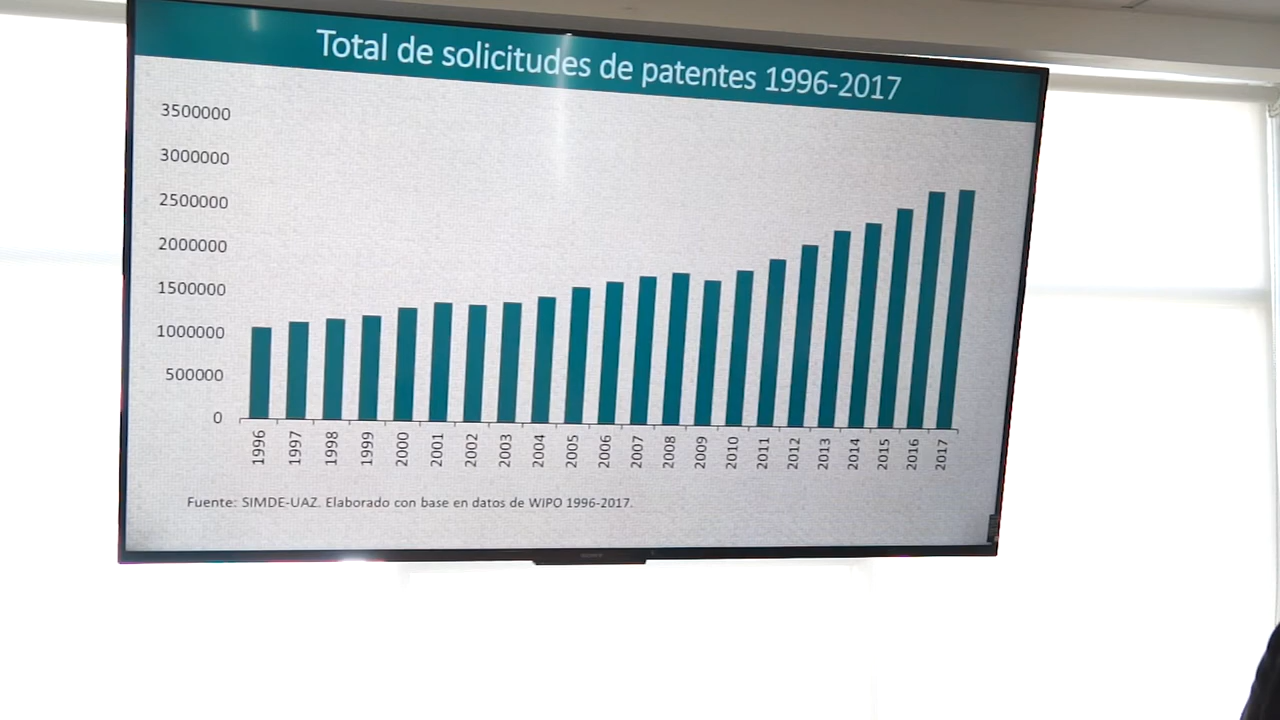 Total de solicitudes de patentes 1996-2017
3500000
3000000
2500000
2000000
1500000
1000000
500000
0
1996 1997 1998 1999 2000 2001 2002 2003 2004 2005 2006 2007 2008 2009 2010 2011 2012 2013 2014 2015 2016 2017
Fuente: SIMDE-UAZ. Elaborado con base en datos de WIPO 1996-2017.